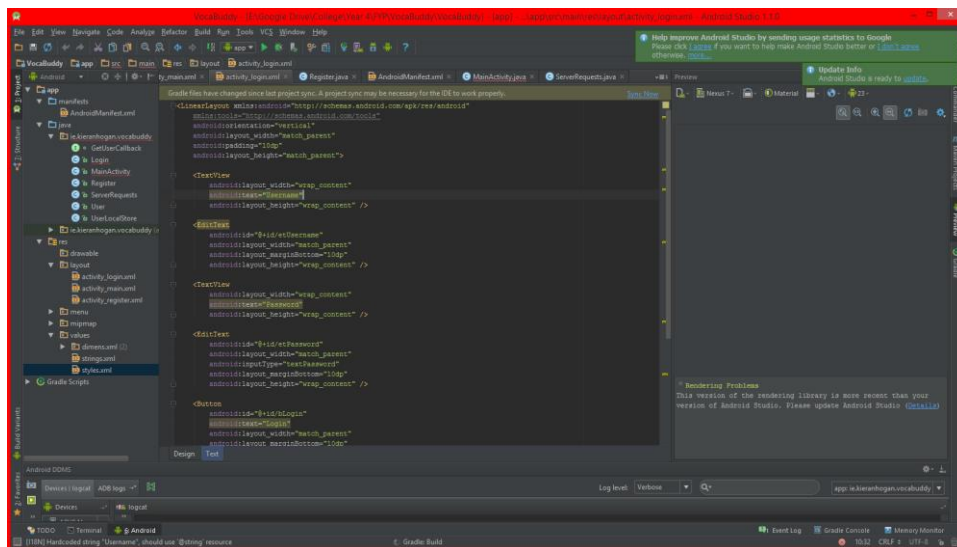 VocaBuddy - [E:\Google Drive\College\Year 4\FYP\VocaBuddy\VocaBuddy] - [app] - ...\app\src\main\res\layout\activity_login.xml - Android Studio 1.1.0
File Edit View Navigate Code Analyze Refactor Build Run Tools VCS Window Help
app
Help improve Android Studio by sending usage statistics to Google
Please click I agree if you want to help make Android Studio better or I don't agree
otherwise. more...
VocaBuddy app src main res layout activity_login.xml
Update Info
Android Studio is ready to update.
Android
ty_main.xml activity_login.xml Register.java AndroidManifest.xml MainActivity.java ServerRequests.java
Preview
Nexus 7 Material 22
Gradle files have changed since last project sync. A project sync may be necessary for the IDE to work properly. Sync Now
1: Project
Structure
Build Variants
2: Favorites
app
manifests
AndroidManifest.xml
java
ie.kieranhogan.vocabuddy
GetUserCallback
Login
MainActivity
Register
ServerRequests
User
UserLocalStore
ie.kieranhogan.vocabuddy
res
drawable
layout
activity_login.xml
activity_main.xml
activity_register.xml
menu
mipmap
values
dimens.xml (2)
strings.xml
styles.xml
Gradle Scripts
<LinearLayout xmlns:android="http://schemas.android.com/apk/res/android"
xmlns:tools="http://schemas.android.com/tools"
android:orientation="vertical"
android:layout_width="match_parent"
android:padding="10dp"
android:layout_height="match_parent">
<TextView
android:layout_width="wrap_content"
android:text="Username"
android:layout_height="wrap_content" />
<EditText
android:id="@+id/etUsername"
android:layout_width="match_parent"
android:layout_marginBottom="10dp"
android:layout_height="wrap_content" />
<TextView
android:layout_width="wrap_content"
android:text="Password"
android:layout_height="wrap_content" />
<EditText
android:id="@+id/etPassword"
android:layout_width="match_parent"
android:inputType="textPassword"
android:layout_marginBottom="10dp"
android:layout_height="wrap_content" />
<Button
android:id="@+id/bLogin"
android:text="Login"
android:layout_width="match_parent"
android:layout_marginBottom="10dp"
Design Text
Rendering Problems
This version of the rendering library is more recent than your
version of Android Studio. Please update Android Studio (Details)
Maven Projects
Preview
Gradle
Android DDMS
Devices | logcat ADB logs Log level: Verbose app: ie.kieranhogan.vocabuddy
Devices logcat
TODO Terminal 6: Android Event Log Gradle Console Memory Monitor
[I18N] Hardcoded string "Username", should use '@string' resource Gradle Build 10:32 CRLF UTF-8